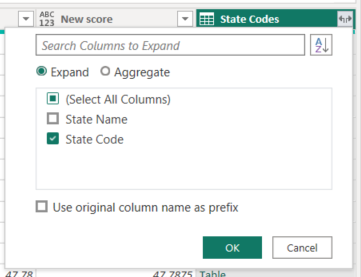 ABC 123 New score State Codes
Search Columns to Expand
A Z
Expand Aggregate
(Select All Columns)
State Name
State Code
Use original column name as prefix
OK Cancel
47.78 47.7875 Table